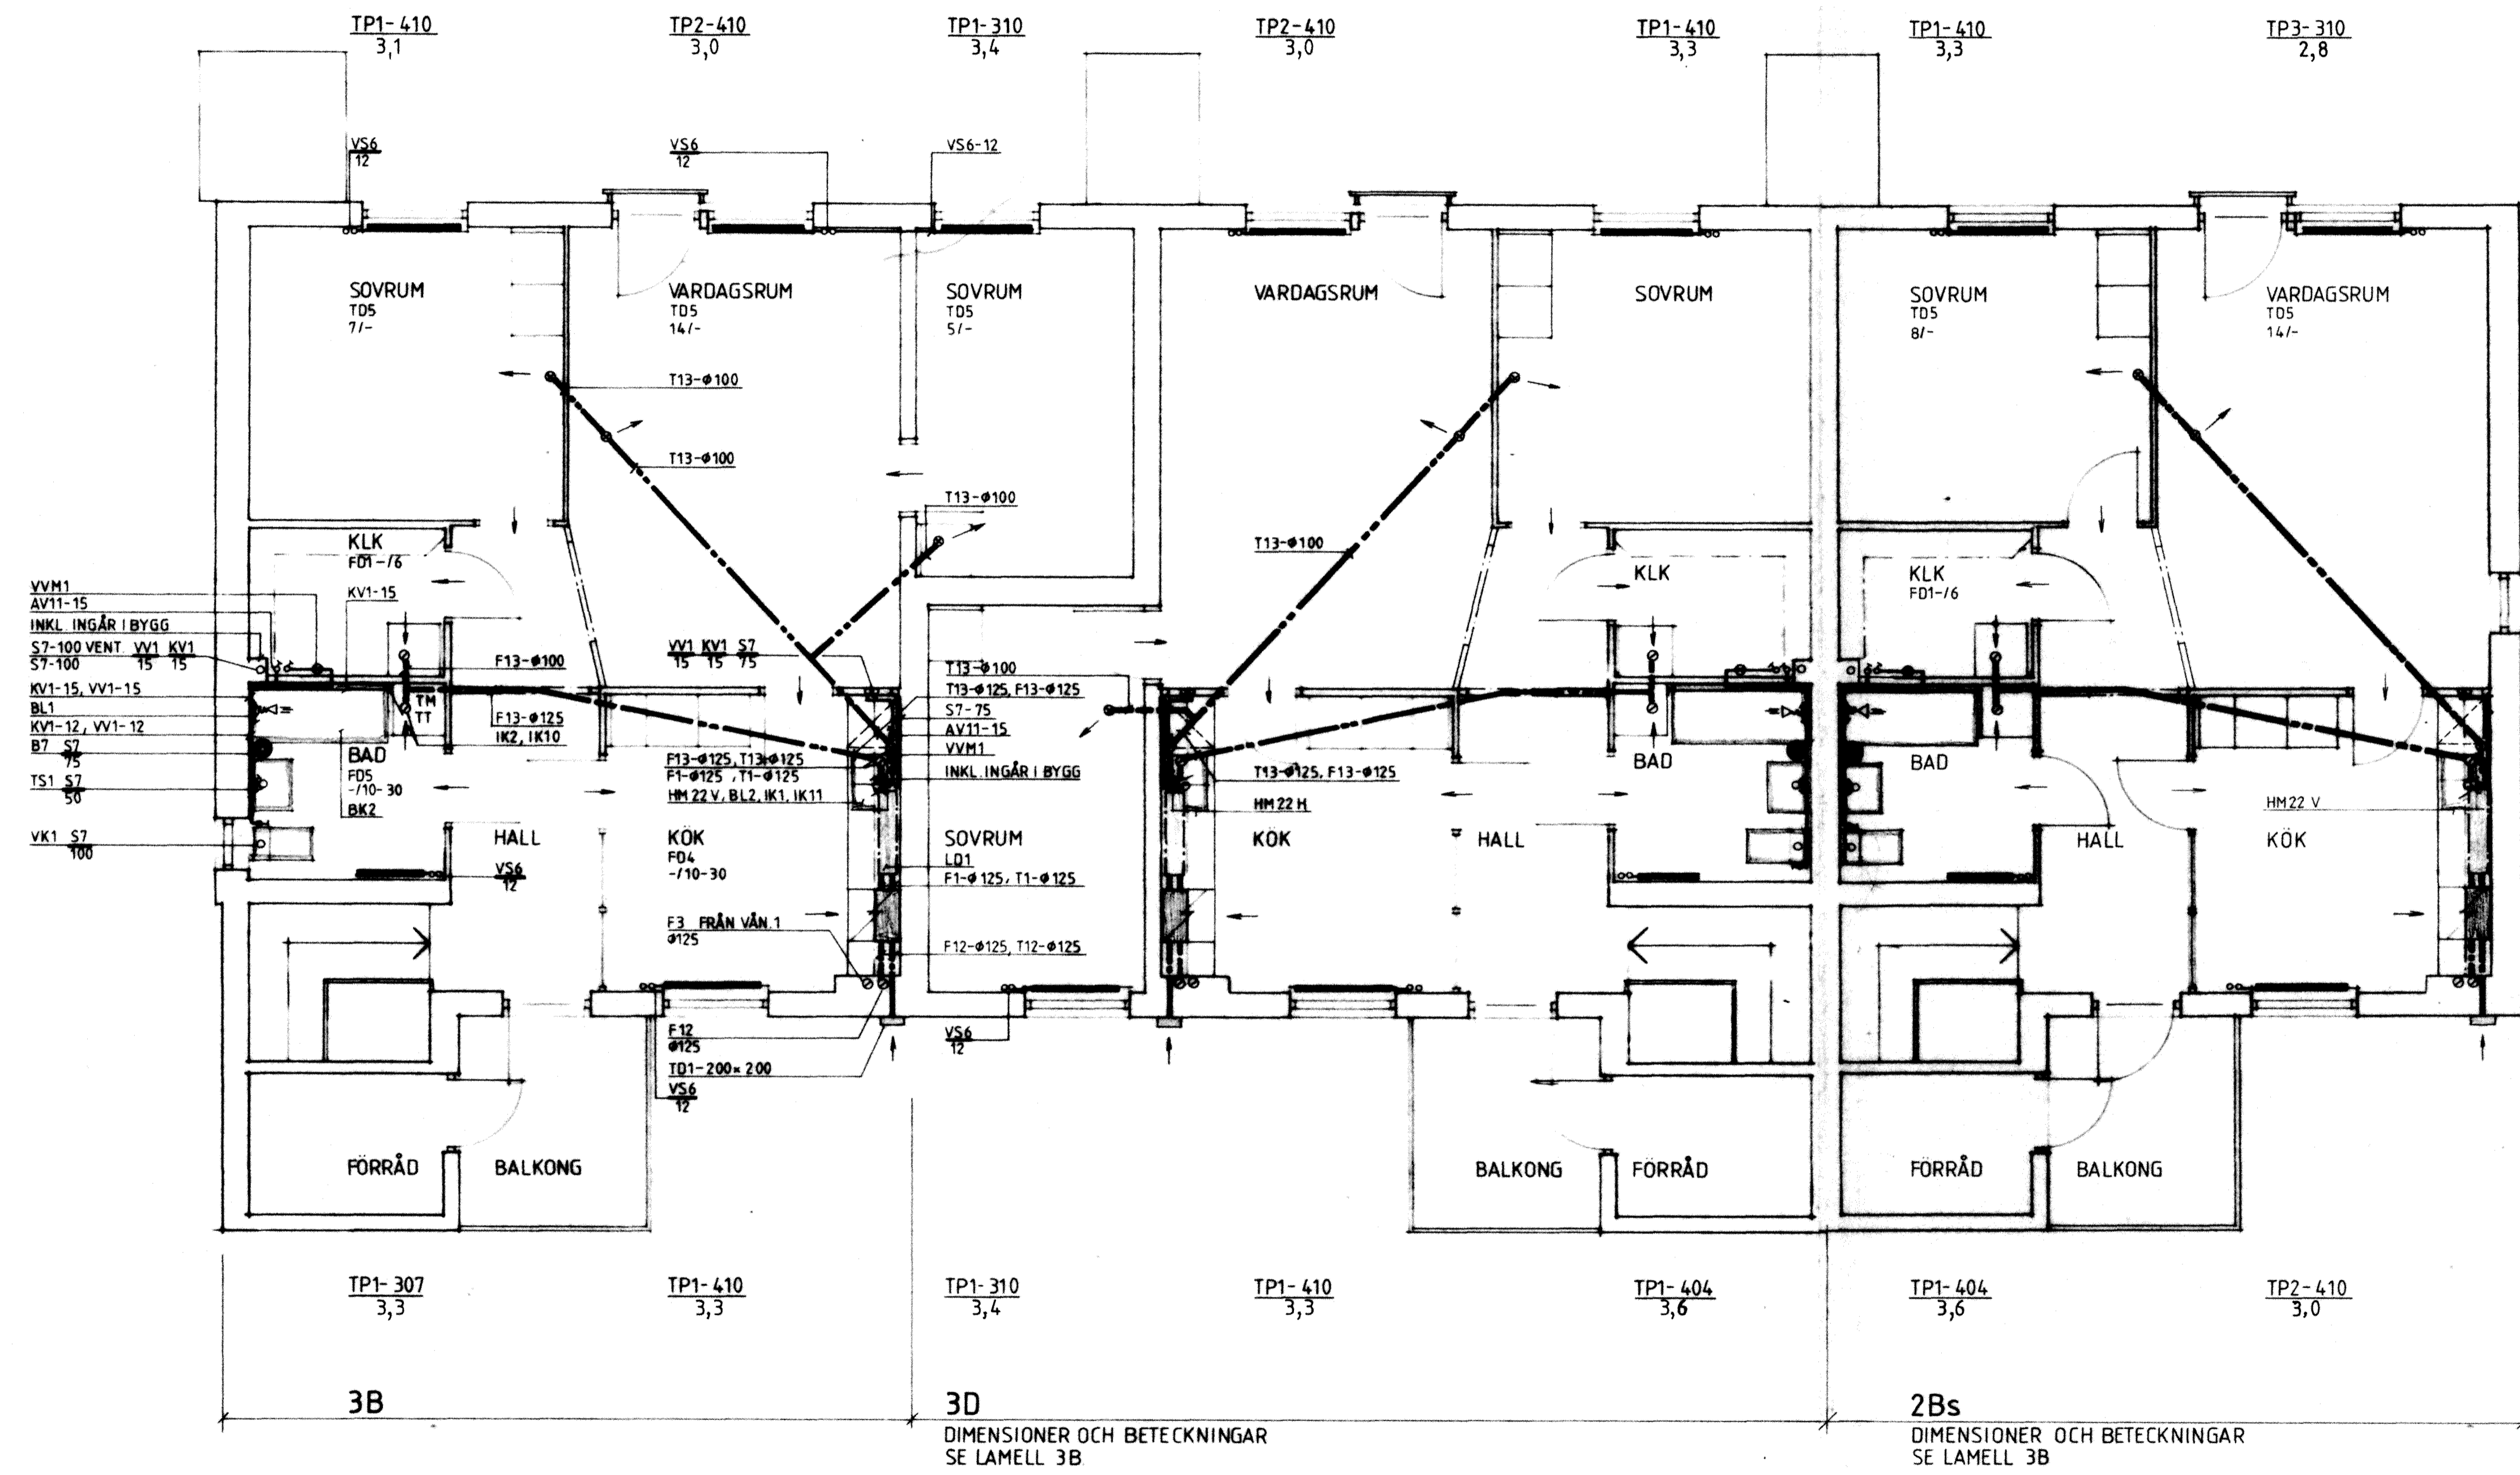 TP1-410
3,1
TP2-410
3,0
TP1-310
3,4
TP2-410
3,0
TP1-410
3,3
TP1-410
3,3
TP3-310
2,8
VS6
12
VS6
12
VS6-12
SOVRUM
TD5
7/-
VARDAGSRUM
TD5
14/-
SOVRUM
TD5
5/-
VARDAGSRUM
SOVRUM
SOVRUM
TD5
8/-
VARDAGSRUM
TD5
14/-
T13-ø100
T13-ø100
T13-ø100
T13-ø100
KLK
FD1-/6
KLK
KLK
FD1-/6
VVM1
AV11-15
INKL. INGÅR I BYGG
S7-100 VENT. VV1 KV1
S7-100 15 15
KV1-15, VV1-15
BL1
KV1-12, VV1-12
B7 S7
75
TS1 S7
50
VK1 S7
100
KV1-15
F13-ø100
TM
TT
F13-ø125
IK2, IK10
VV1 KV1 S7
15 15 75
T13-ø100
T13-ø125, F13-ø125
S7-75
AV11-15
VVM1
INKL. INGÅR I BYGG
BAD
FD5
-/10-30
BK2
F13-ø125, T13-ø125
F1-ø125, T1-ø125
HM 22 V, BL2, IK1, IK11
T13-ø125, F13-ø125
HM 22 H
BAD
BAD
HM 22 V
HALL
KÖK
FD4
-/10-30
SOVRUM
LD1
F1-ø125, T1-ø125
KÖK
HALL
HALL
KÖK
VS6
12
F3 FRÅN VÅN. 1
ø125
F12-ø125, T12-ø125
F12
ø125
TD1-200×200
VS6
12
VS6
12
FÖRRÅD
BALKONG
BALKONG
FÖRRÅD
FÖRRÅD
BALKONG
TP1-307
3,3
TP1-410
3,3
TP1-310
3,4
TP1-410
3,3
TP1-404
3,6
TP1-404
3,6
TP2-410
3,0
3B
3D
DIMENSIONER OCH BETECKNINGAR
SE LAMELL 3B
2Bs
DIMENSIONER OCH BETECKNINGAR
SE LAMELL 3B